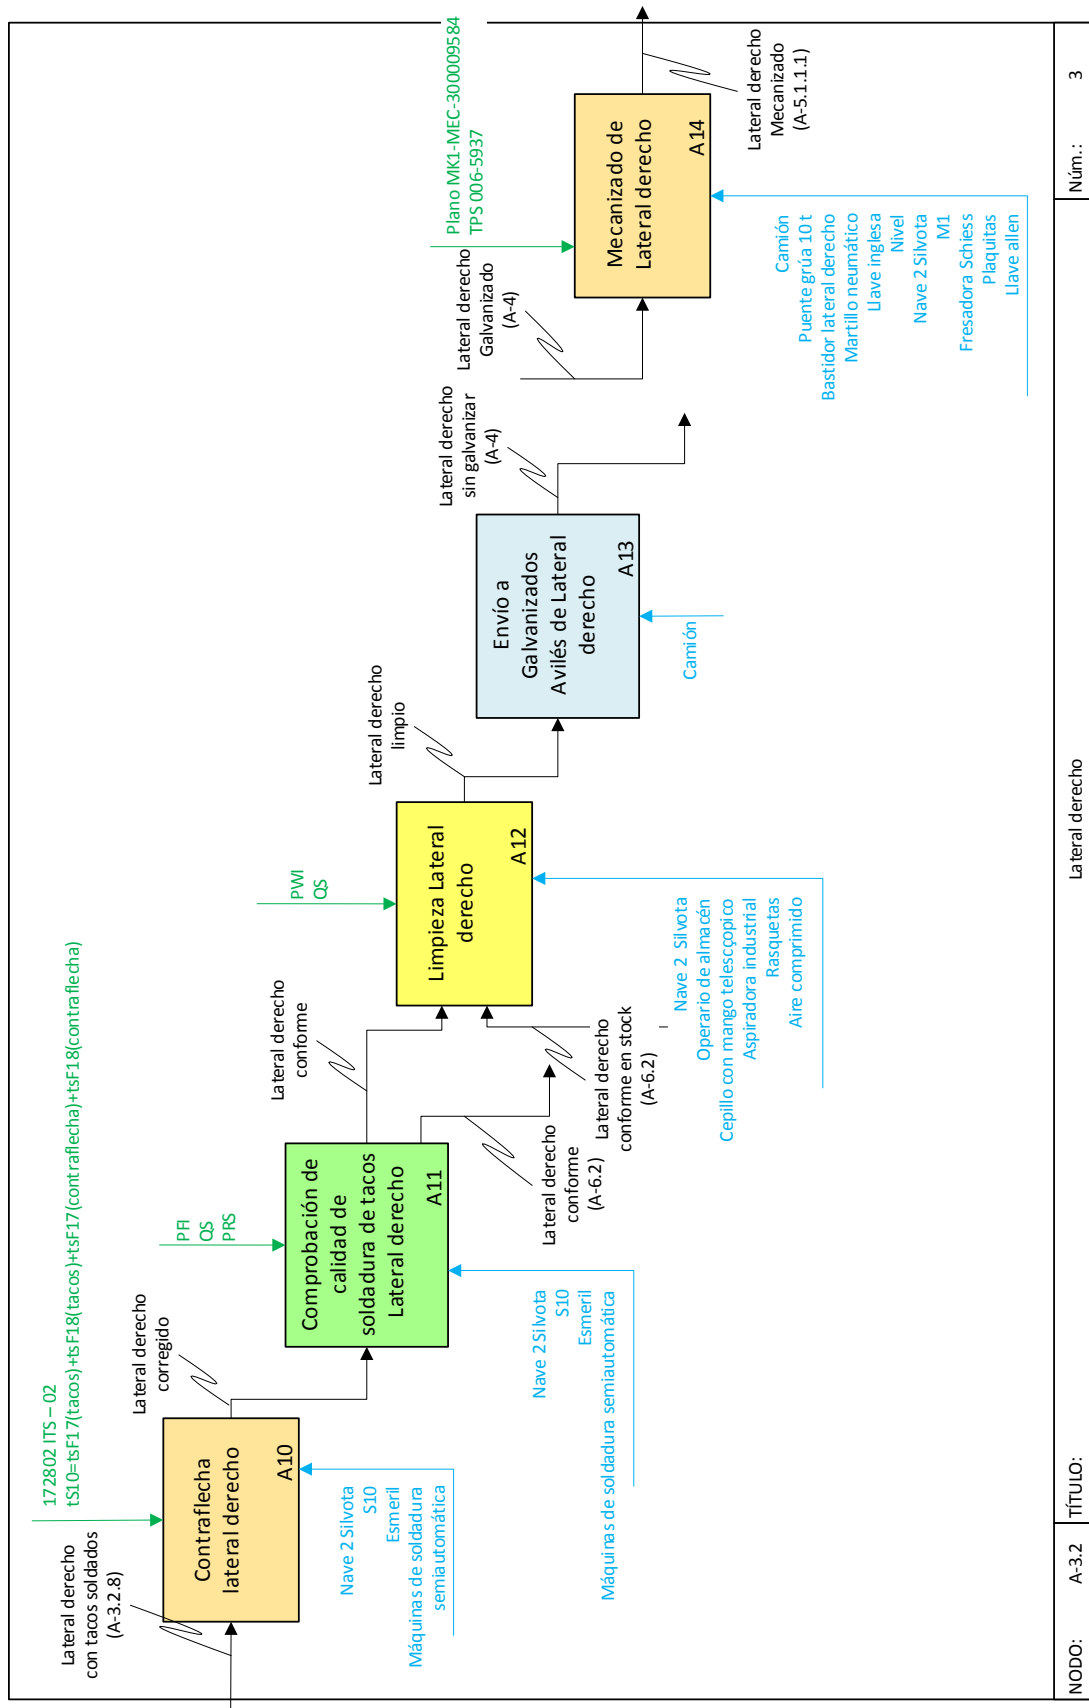 172802 ITS – 02
tS10=tsF17(tacos)+tsF18(tacos)+tsF17(contraflecha)+tsF18(contraflecha)
Lateral derecho
con tacos soldados
(A-3.2.8)
Contraflecha
lateral derecho
A10
Nave 2 Silvota
S10
Esmeril
Máquinas de soldadura
semiautomática
Lateral derecho
corregido
PFI
QS
PRS
Comprobación de
calidad de
soldadura de tacos
Lateral derecho
A11
Nave 2 Silvota
S10
Esmeril
Máquinas de soldadura semiautomática
Lateral derecho
conforme
Lateral derecho
conforme
(A-6.2)
Lateral derecho
conforme en stock
(A-6.2)
PWI
QS
Limpieza Lateral
derecho
A12
Nave 2 Silvota
Operario de almacén
Cepillo con mango telescçopico
Aspiradora industrial
Rasquetas
Aire comprimido
Lateral derecho
limpio
Envío a
Galvanizados
Avilés de Lateral
derecho
A13
Camión
Lateral derecho
sin galvanizar
(A-4)
Lateral derecho
Galvanizado
(A-4)
Plano MK1-MEC-300009584
TPS 006-5937
Mecanizado de
Lateral derecho
A14
Camión
Puente grúa 10 t
Bastidor lateral derecho
Martillo neumático
Llave inglesa
Nivel
Nave 2 Silvota
M1
Fresadora Schiess
Plaquitas
Llave allen
Lateral derecho
Mecanizado
(A-5.1.1.1)
NODO: A-3.2 TÍTULO: Lateral derecho Núm.: 3